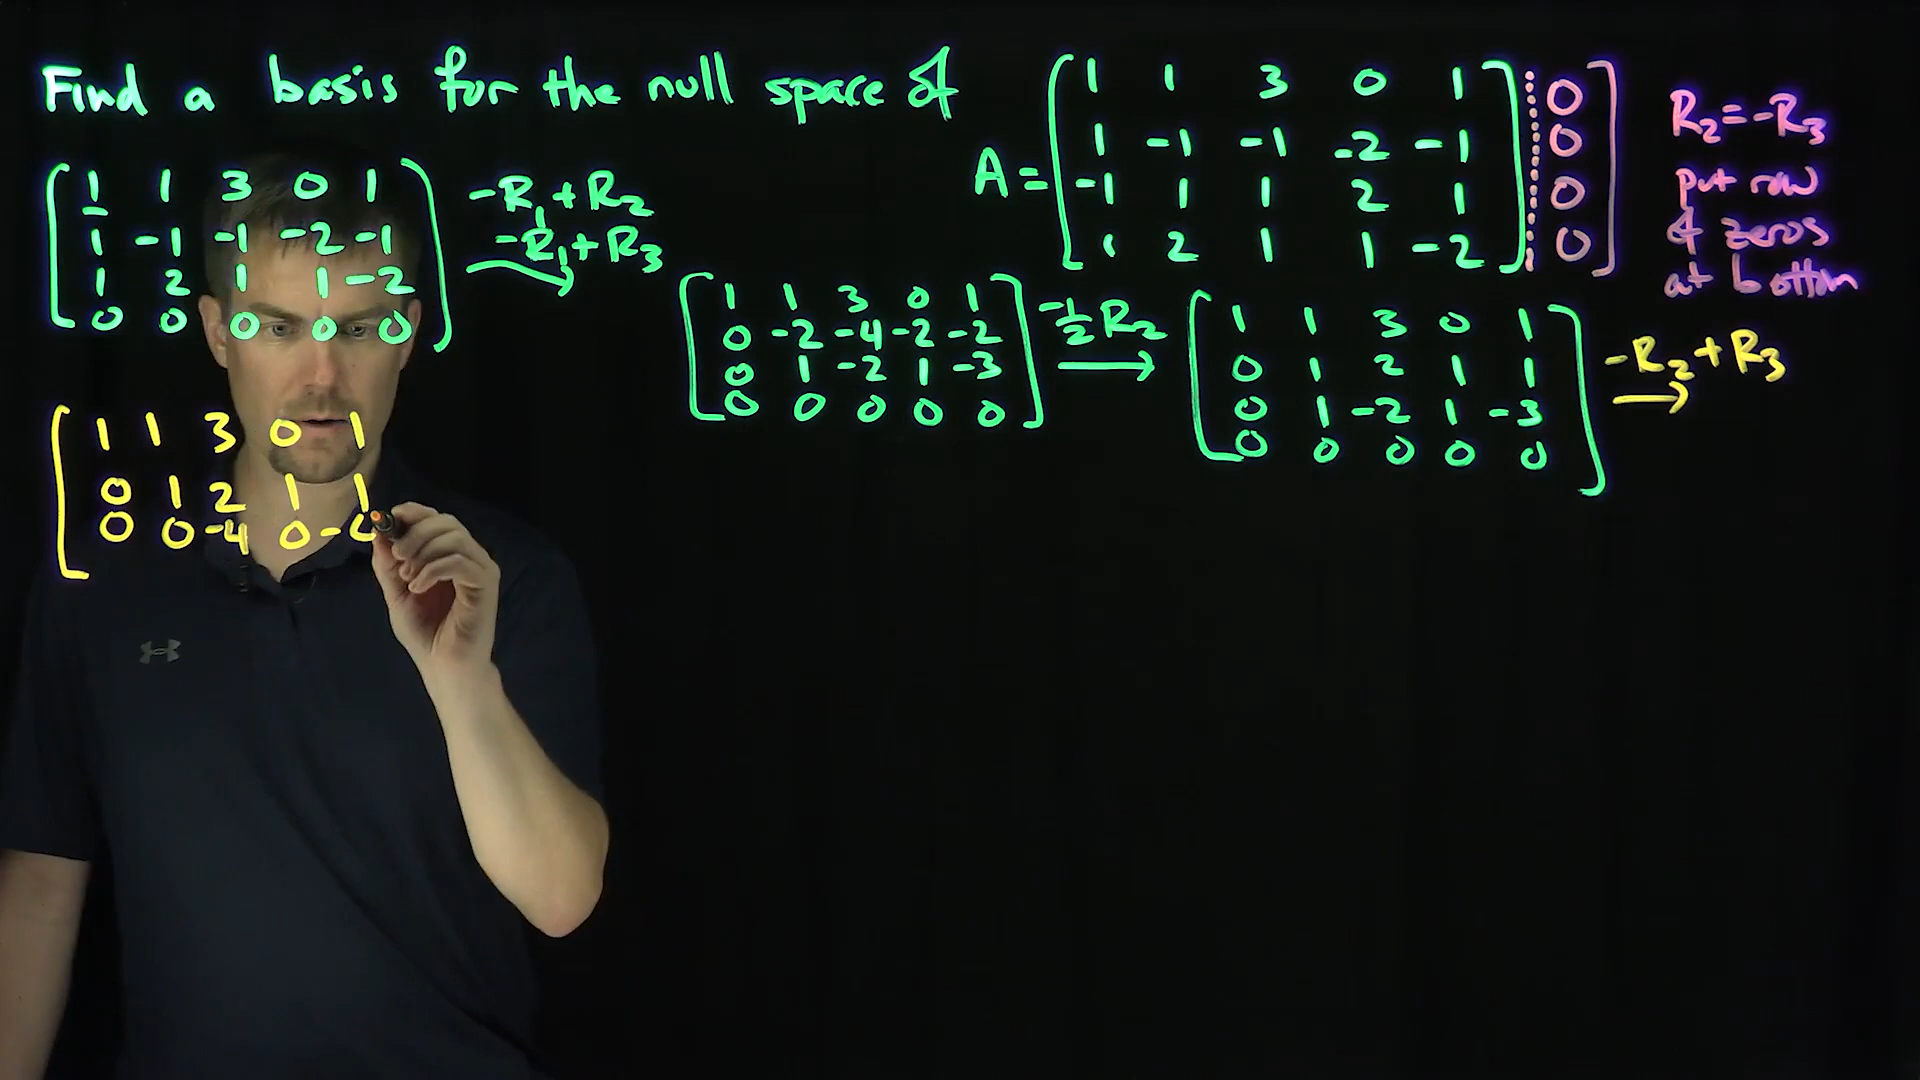 Find a basis for the null space of
A = [ 1 1 3 0 1 ⋮ 0 ]
[ 1 -1 -1 -2 -1 ⋮ 0 ]
[ -1 1 1 2 1 ⋮ 0 ]
[ 1 2 1 1 -2 ⋮ 0 ]
R₂ = -R₃
put row
of zeros
at bottom
[ 1 1 3 0 1 ]
[ 1 -1 -1 -2 -1 ]
[ 1 2 1 1 -2 ]
[ 0 0 0 0 0 ]
-R₁ + R₂
-R₁ + R₃
→
[ 1 1 3 0 1 ]
[ 0 -2 -4 -2 -2 ]
[ 0 1 -2 1 -3 ]
[ 0 0 0 0 0 ]
-1/2 R₂
→
[ 1 1 3 0 1 ]
[ 0 1 2 1 1 ]
[ 0 1 -2 1 -3 ]
[ 0 0 0 0 0 ]
-R₂ + R₃
→
[ 1 1 3 0 1
0 1 2 1 1
0 0 -4 0 -